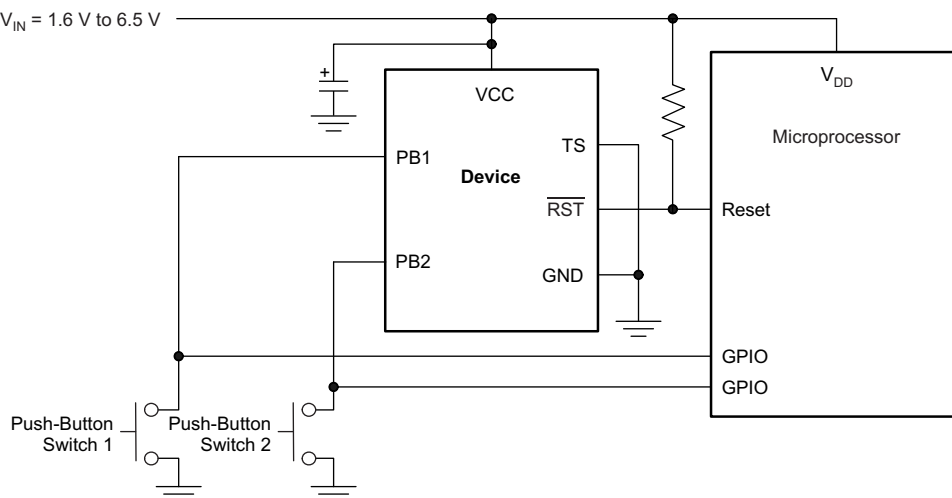 V_IN = 1.6 V to 6.5 V
+
VCC
V_DD
Microprocessor
PB1
TS
Device
RST
Reset
PB2
GND
GPIO
GPIO
Push-Button
Switch 1
Push-Button
Switch 2